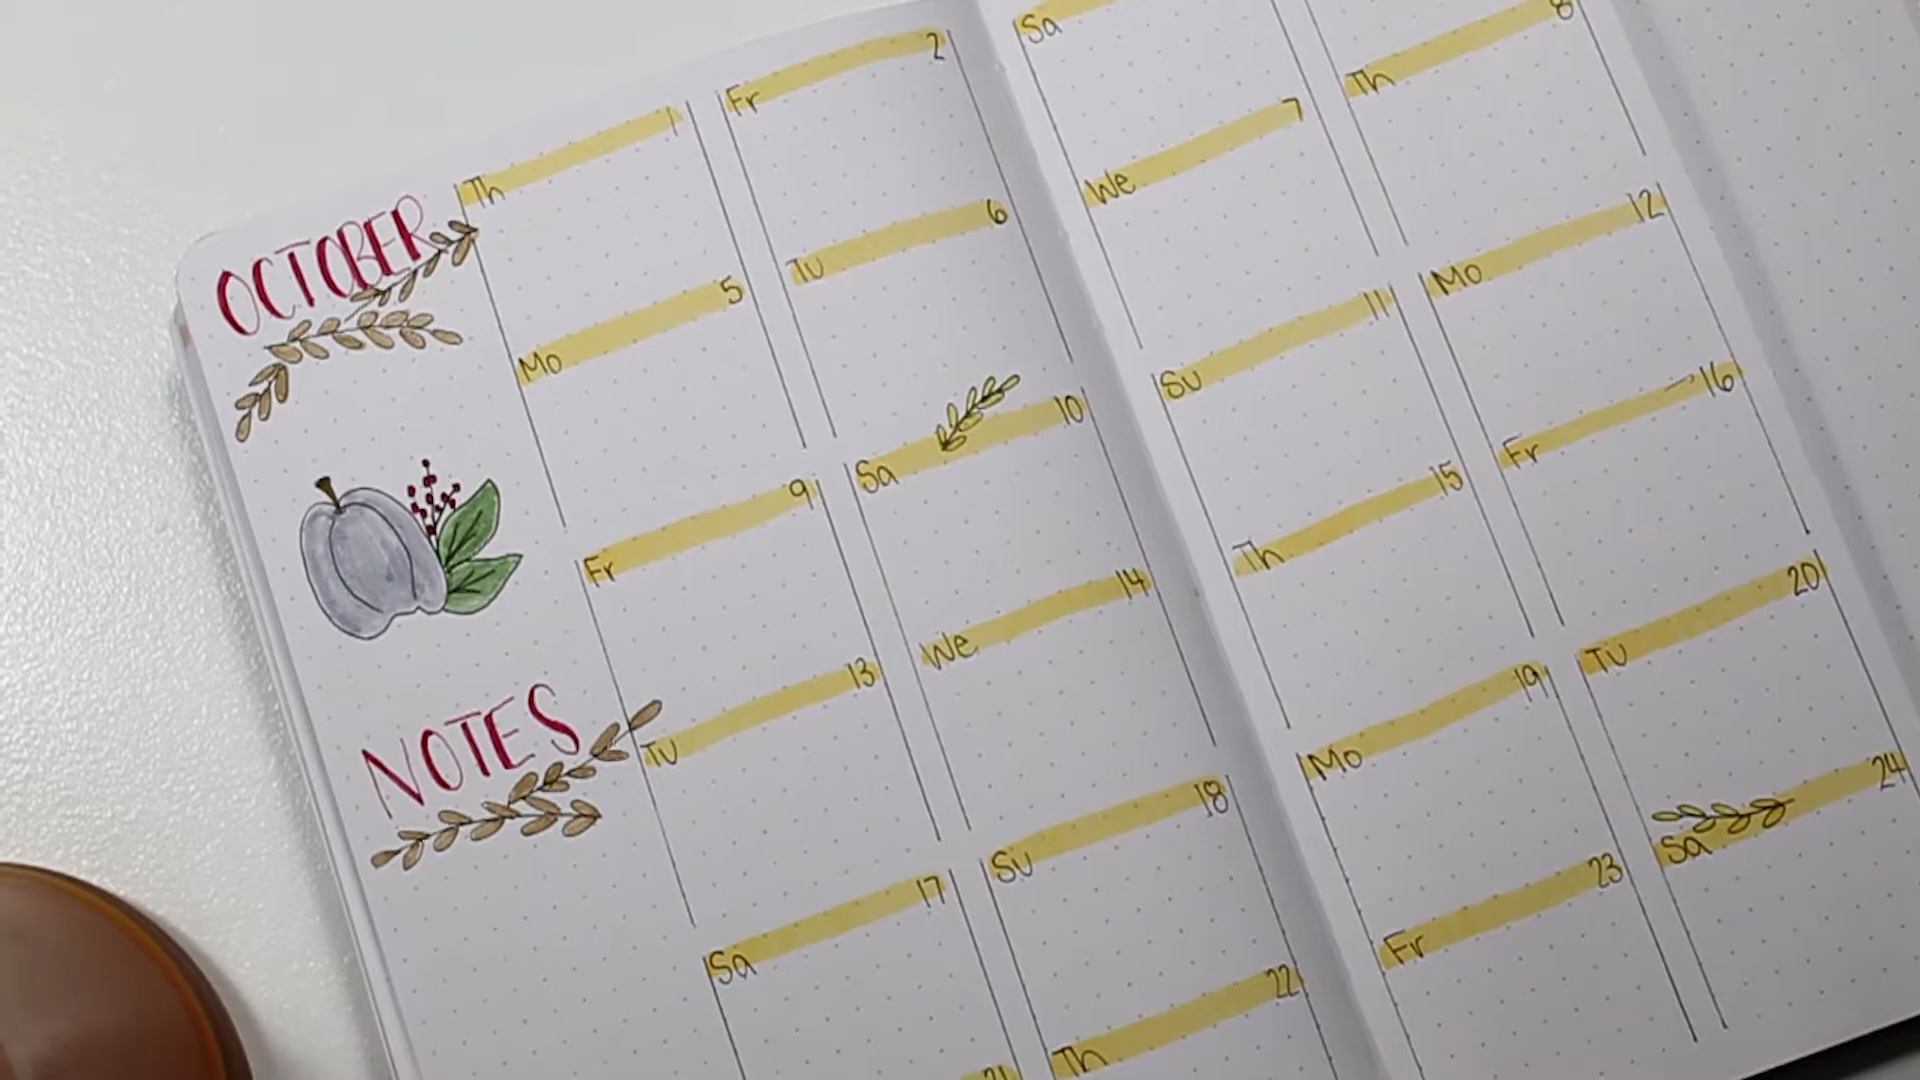 OCTOBER
Th 1
Fr 2
Sa
Mo 5
Tu 6
We 7
Th 8
Fr 9
Sa 10
Su 11
Mo 12
NOTES
Tu 13
We 14
Th 15
Fr 16
Sa 17
Su 18
Mo 19
Tu 20
21
Th 22
Fr 23
Sa 24